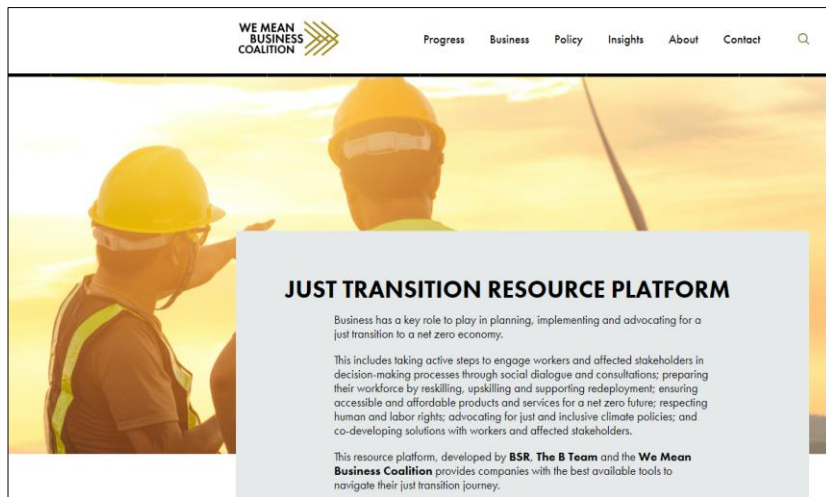 WE MEAN
BUSINESS
COALITION
Progress Business Policy Insights About Contact
JUST TRANSITION RESOURCE PLATFORM
Business has a key role to play in planning, implementing and advocating for a
just transition to a net zero economy.
This includes taking active steps to engage workers and affected stakeholders in
decision-making processes through social dialogue and consultations; preparing
their workforce by reskilling, upskilling and supporting redeployment; ensuring
accessible and affordable products and services for a net zero future; respecting
human and labor rights; advocating for just and inclusive climate policies; and
co-developing solutions with workers and affected stakeholders.
This resource platform, developed by BSR, The B Team and the We Mean
Business Coalition provides companies with the best available tools to
navigate their just transition journey.